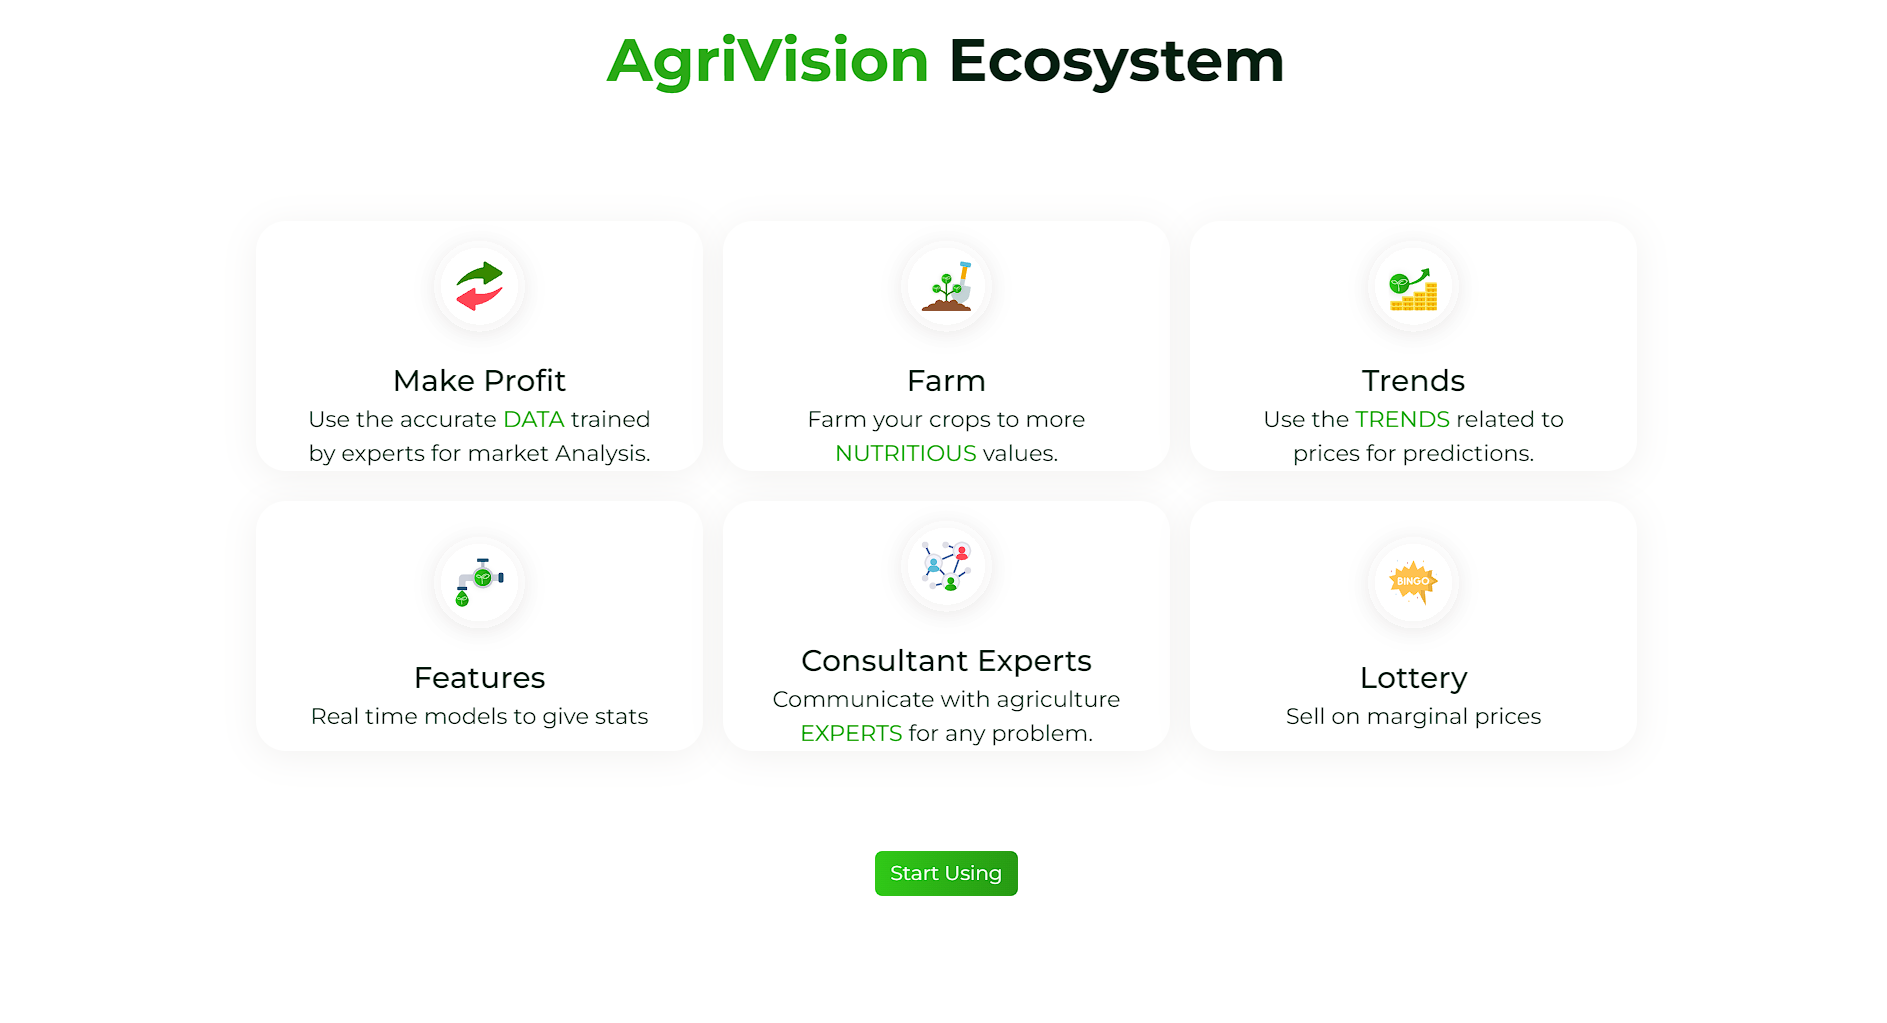 AgriVision Ecosystem
Make Profit
Use the accurate DATA trained
by experts for market Analysis.
Farm
Farm your crops to more
NUTRITIOUS values.
Trends
Use the TRENDS related to
prices for predictions.
Features
Real time models to give stats
Consultant Experts
Communicate with agriculture
EXPERTS for any problem.
BINGO
Lottery
Sell on marginal prices
Start Using